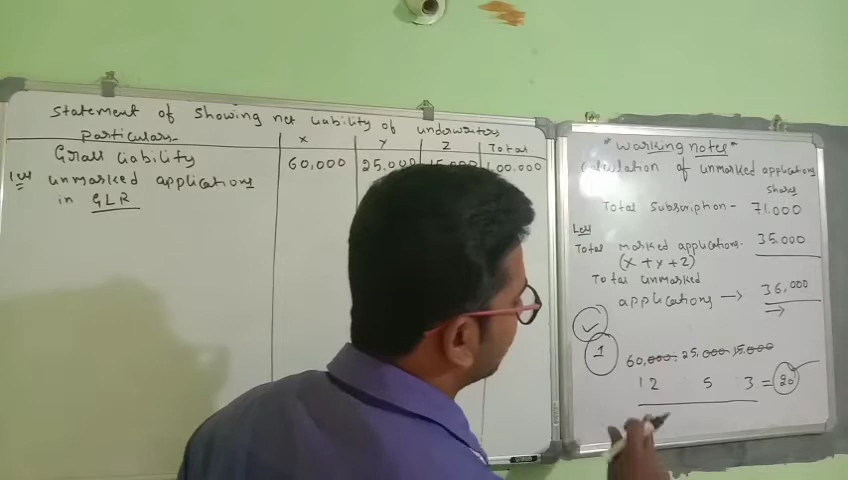 Statement of Showing net liability of underwriters
particulars X Y Z Total
Gross liability 60,000 25,000 15,000 1,00,000
Less unmarked applications
in GLR
* Working notes *
Calculation of unmarked applications
Shares
Total Subscription - 71.000
Less
Total marked applications. 35.000
(X + Y + Z)
Total unmarked
applications → 36,000
1 60,000: 25,000 15.000
12 5 3 = 20